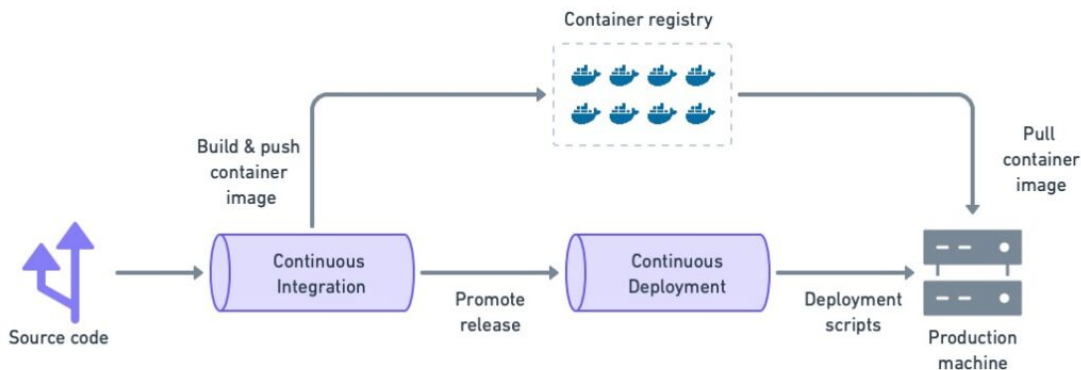 Container registry
Build & push
container
image
Pull
container
image
Continuous
Integration
Continuous
Deployment
Promote
release
Deployment
scripts
Source code
Production
machine